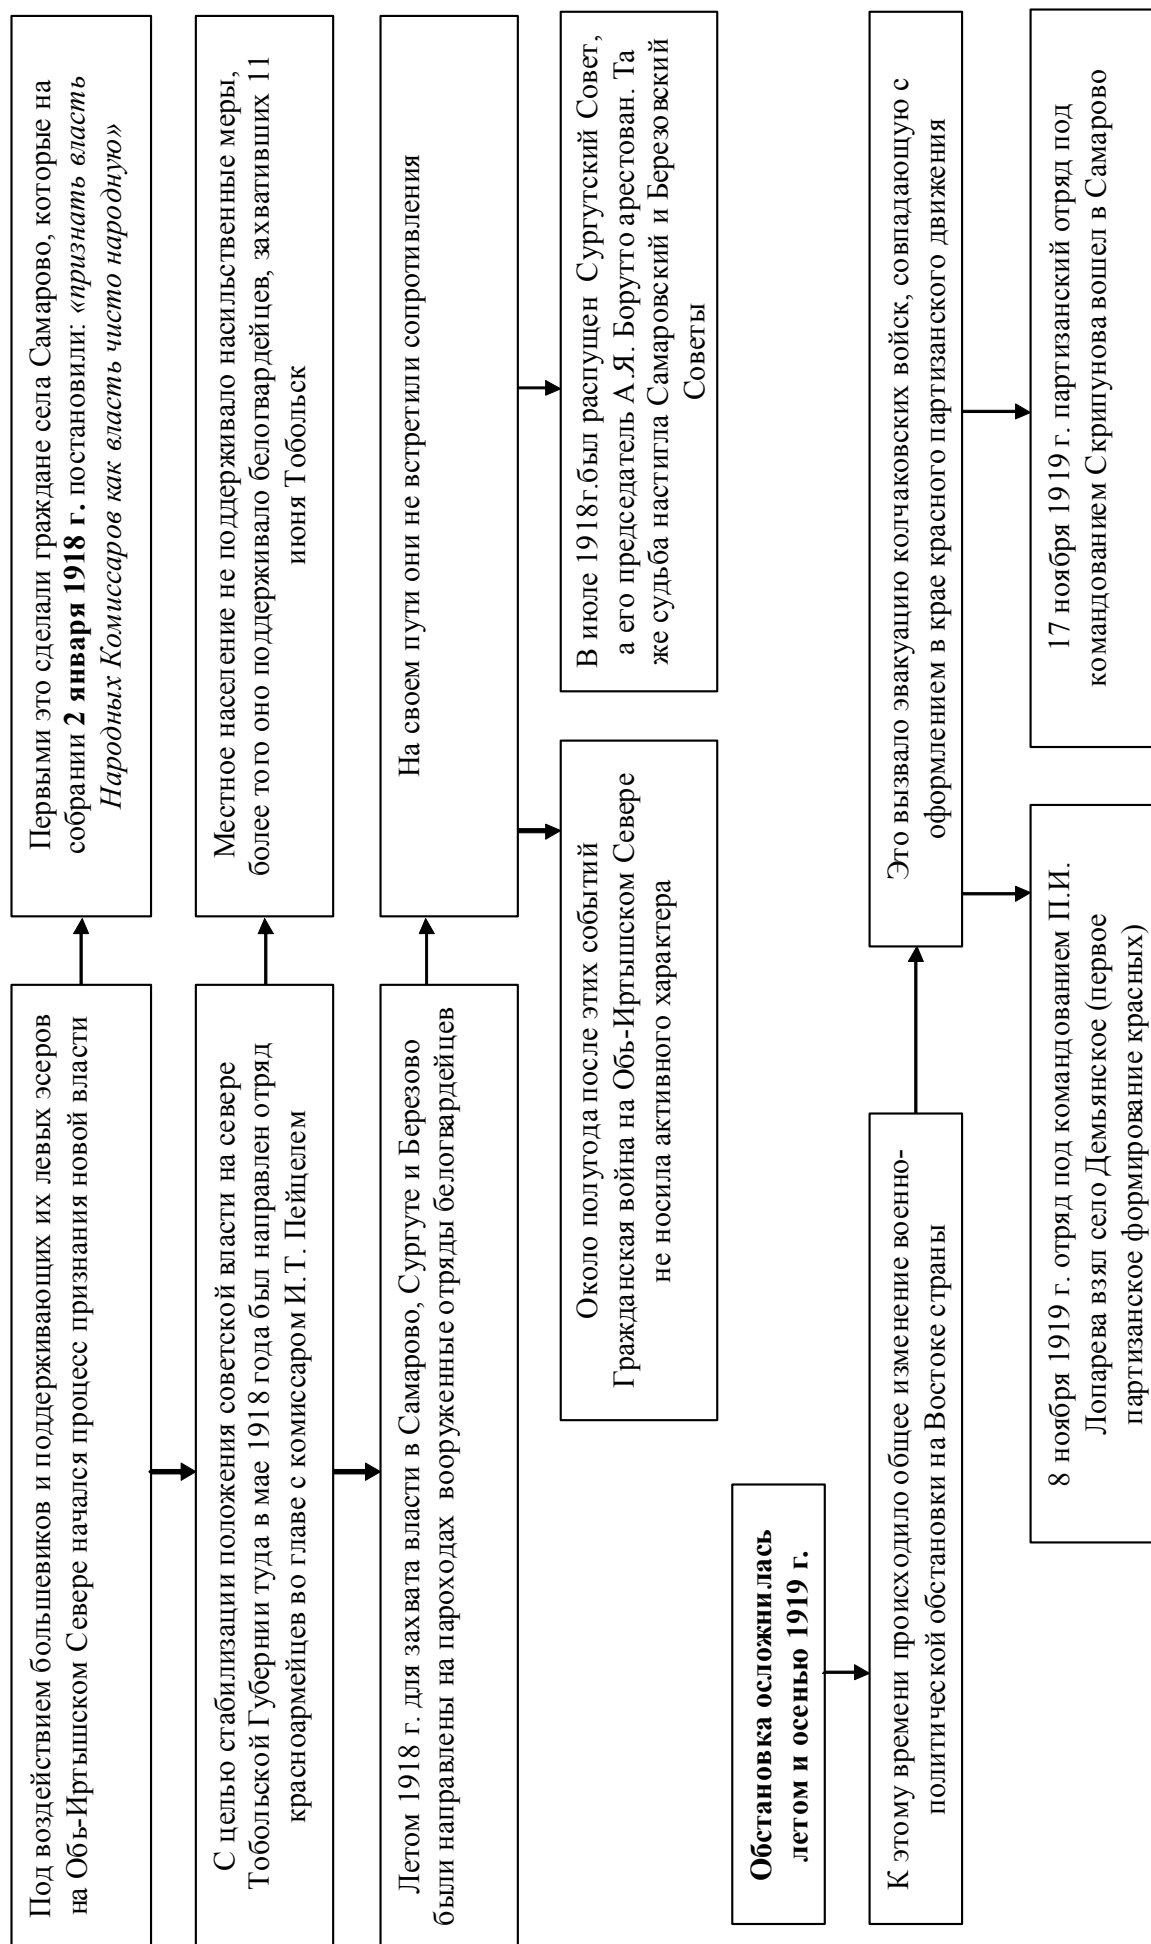 Под воздействием большевиков и поддерживающих их левых эсеров
на Обь-Иртышском Севере начался процесс признания новой власти
Первыми это сделали граждане села Самарово, которые на
собрании 2 января 1918 г. постановили: «признать власть
Народных Комиссаров как власть чисто народную»
С целью стабилизации положения советской власти на севере
Тобольской Губернии туда в мае 1918 года был направлен отряд
красноармейцев во главе с комиссаром И.Т. Пейцелем
Местное население не поддерживало насильственные меры,
более того оно поддерживало белогвардейцев, захвативших 11
июня Тобольск
Летом 1918 г. для захвата власти в Самарово, Сургуте и Березово
были направлены на пароходах вооруженные отряды белогвардейцев
На своем пути они не встретили сопротивления
Около полугода после этих событий
Гражданская война на Обь-Иртышском Севере
не носила активного характера
В июле 1918г.был распущен Сургутский Совет,
а его председатель А.Я. Борутто арестован. Та
же судьба настигла Самаровский и Березовский
Советы
Обстановка осложнилась
летом и осенью 1919 г.
К этому времени происходило общее изменение военно-
политической обстановки на Востоке страны
Это вызвало эвакуацию колчаковских войск, совпадающую с
оформлением в крае красного партизанского движения
8 ноября 1919 г. отряд под командованием П.И.
Лопарева взял село Демьянское (первое
партизанское формирование красных)
17 ноября 1919 г. партизанский отряд под
командованием Скрипунова вошел в Самарово